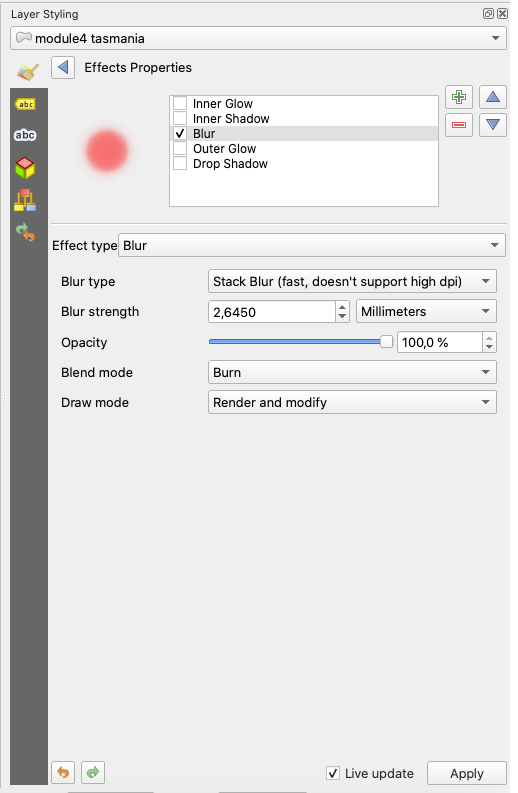 Layer Styling
module4 tasmania
Effects Properties
abc
abc
Inner Glow
Inner Shadow
Blur
Outer Glow
Drop Shadow
Effect type Blur
Blur type Stack Blur (fast, doesn't support high dpi)
Blur strength 2,6450 Millimeters
Opacity 100,0 %
Blend mode Burn
Draw mode Render and modify
Live update Apply